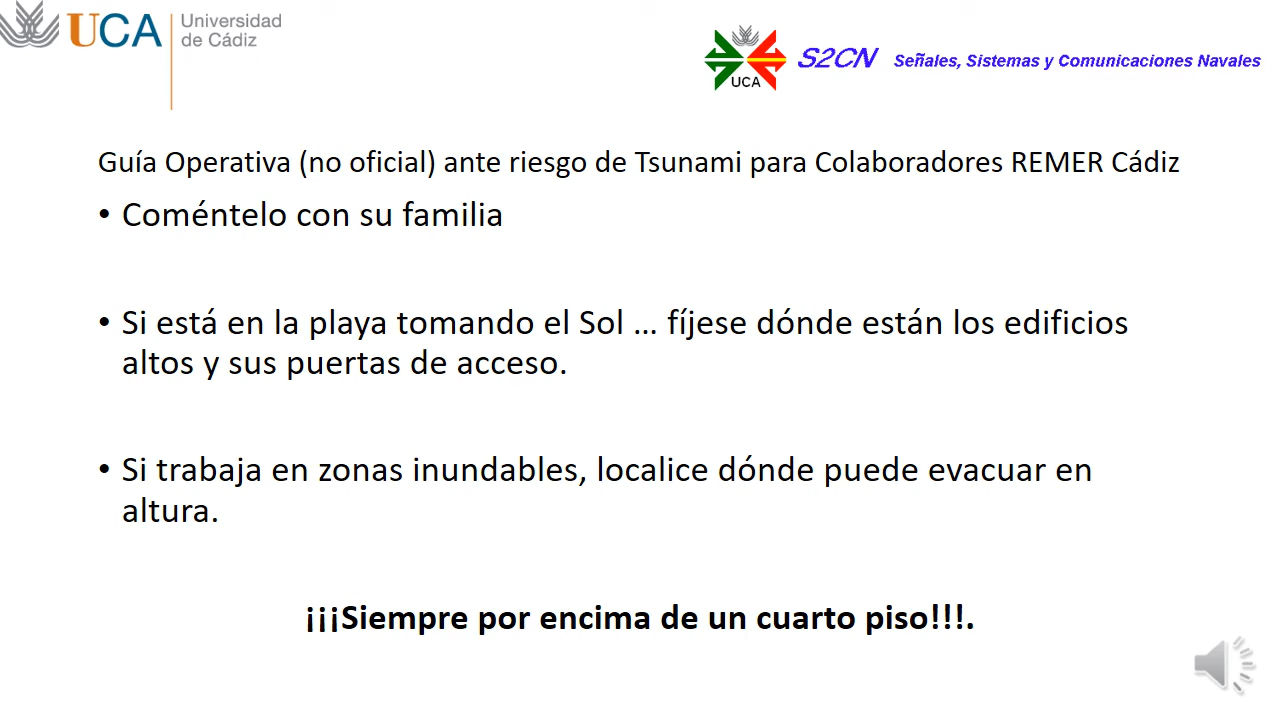 UCA
Universidad
de Cádiz
UCA
S2CN Señales, Sistemas y Comunicaciones Navales
Guía Operativa (no oficial) ante riesgo de Tsunami para Colaboradores REMER Cádiz
• Coméntelo con su familia
• Si está en la playa tomando el Sol ... fíjese dónde están los edificios
altos y sus puertas de acceso.
• Si trabaja en zonas inundables, localice dónde puede evacuar en
altura.
¡¡¡Siempre por encima de un cuarto piso!!!.